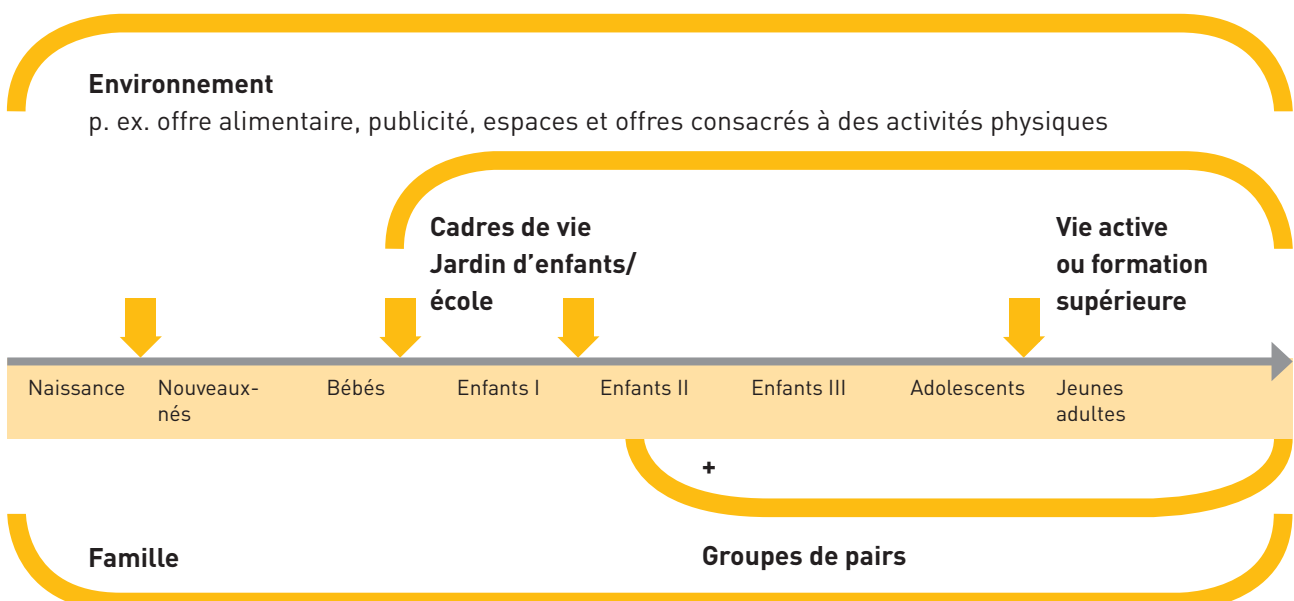 Environnement
p. ex. offre alimentaire, publicité, espaces et offres consacrés à des activités physiques
Cadres de vie
Jardin d’enfants/
école
Vie active
ou formation
supérieure
Naissance
Nouveaux-
nés
Bébés
Enfants I
Enfants II
Enfants III
Adolescents
Jeunes
adultes
+
Famille
Groupes de pairs